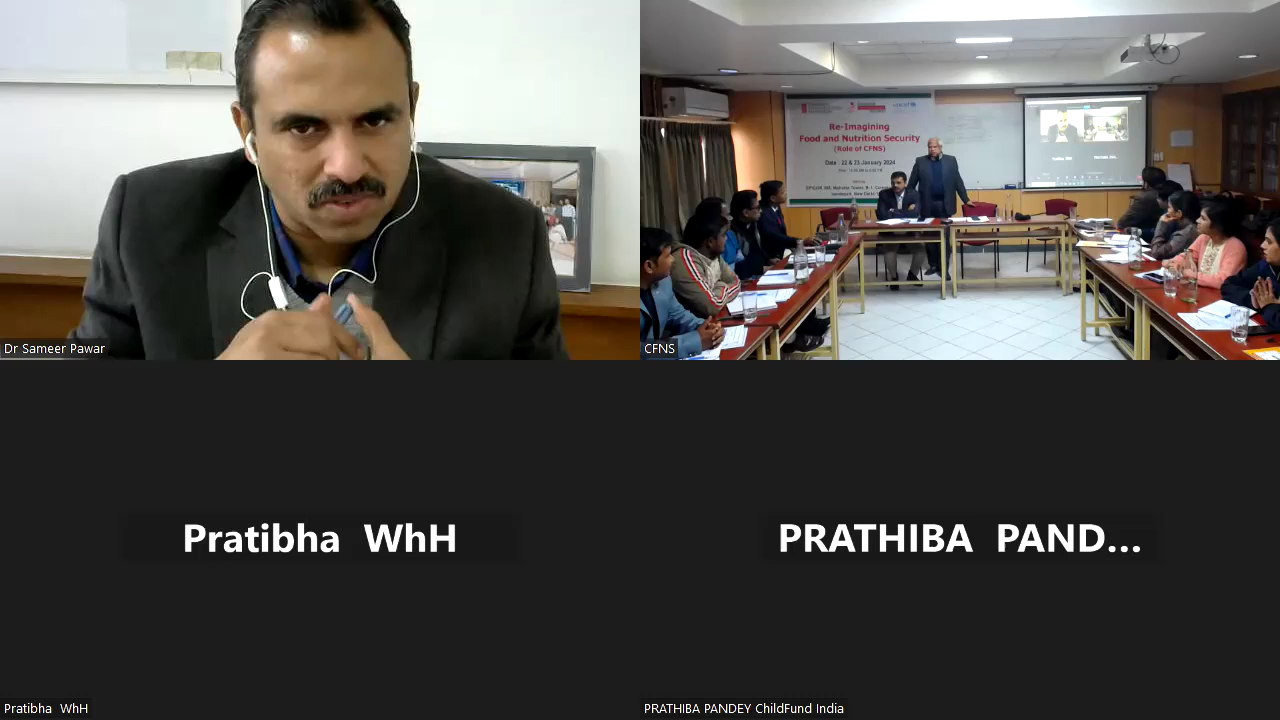 Dr Sameer Pawar
Re-Imagining
Food and Nutrition Security
(Role of CFNS)
Date : 22 & 23 January 2024
CFNS
Pratibha WhH
PRATHIBA PAND...
Pratibha WhH
PRATHIBA PANDEY ChildFund India